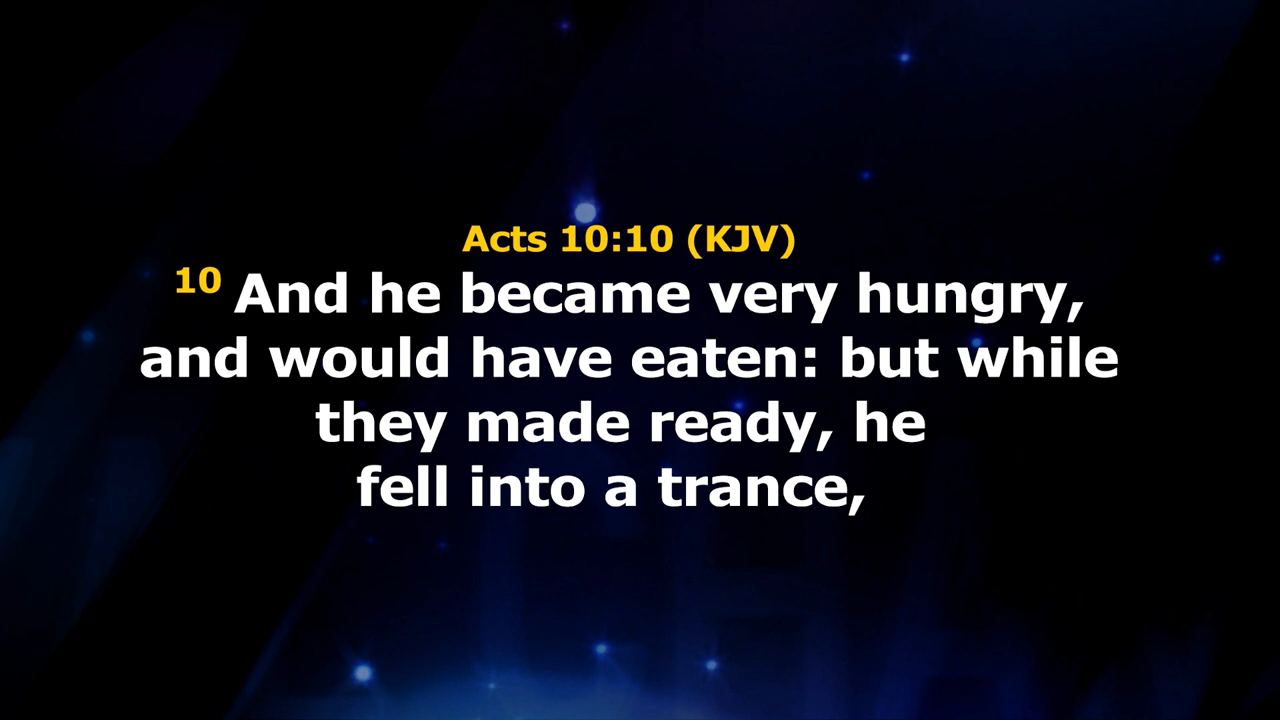 Acts 10:10 (KJV)
10 And he became very hungry,
and would have eaten: but while
they made ready, he
fell into a trance,